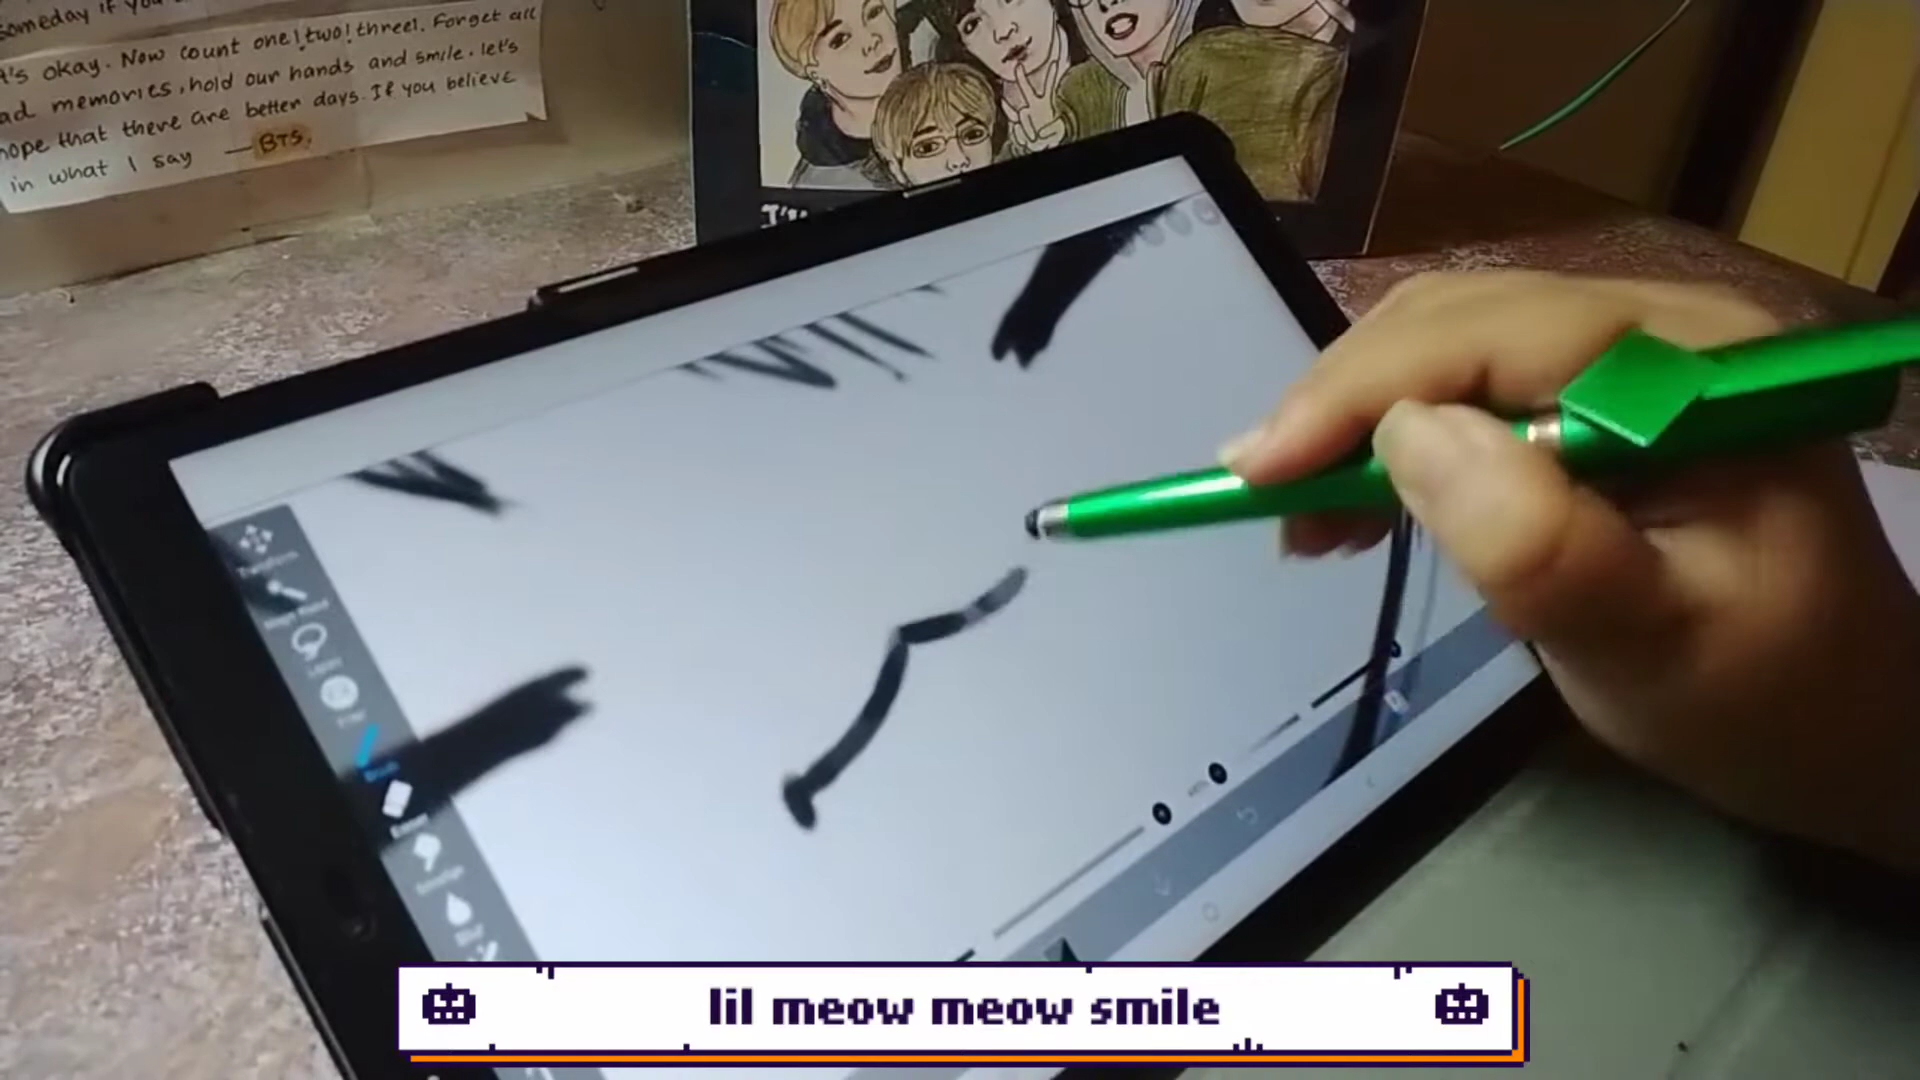 someday if you
it's okay. Now count one! two! three!. Forget all
ad memories, hold our hands and smile. let's
hope that there are better days. If you believe
in what I say — BTS.
I'm
lil meow meow smile